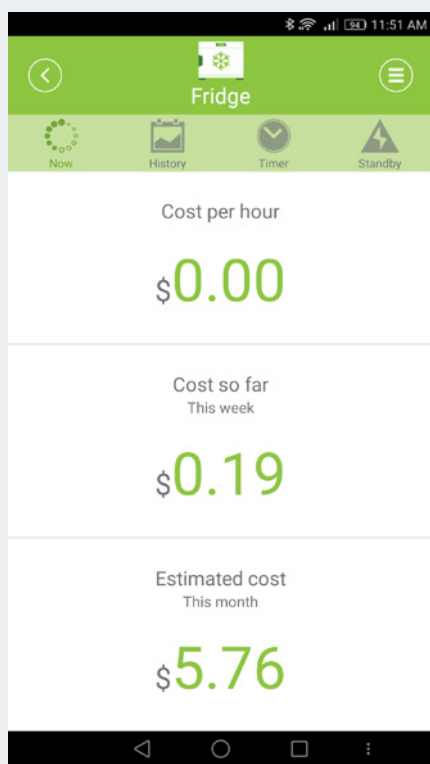 94 11:51 AM
Fridge
Now History Timer Standby
Cost per hour
$0.00
Cost so far
This week
$0.19
Estimated cost
This month
$5.76